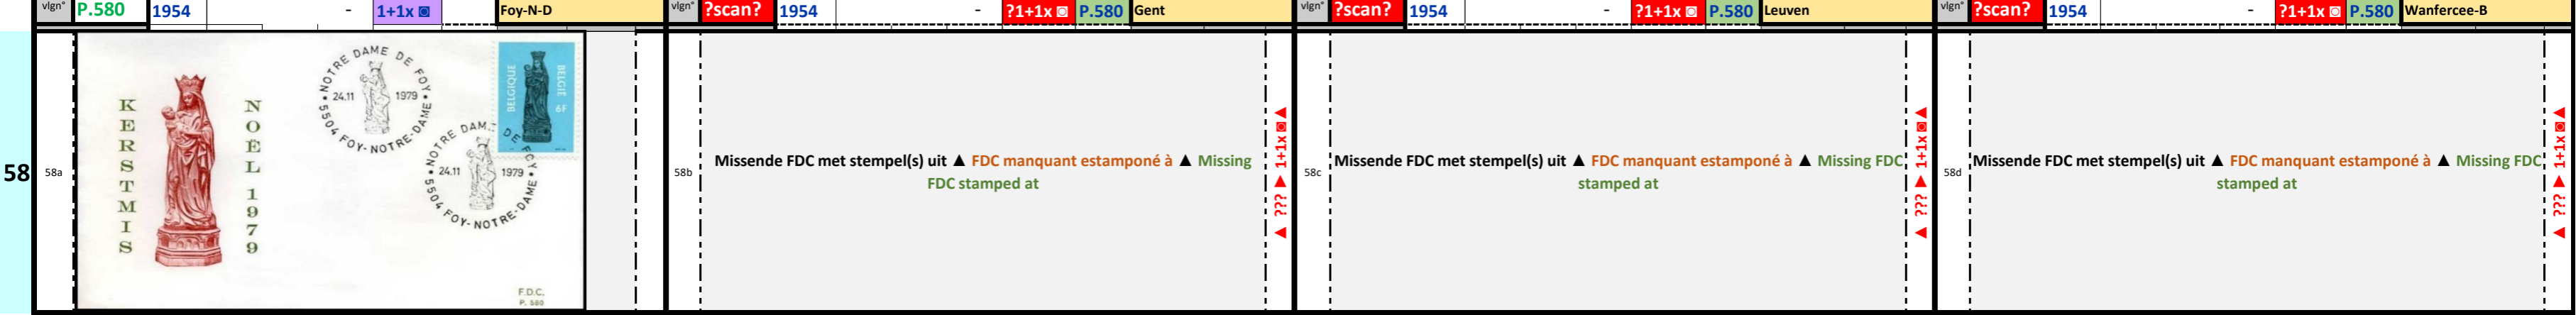 vlgn° P.580 1954 - 1+1x ◙ Foy-N-D
vlgn° ?scan? 1954 - ?1+1x ◙ P.580 Gent
vlgn° ?scan? 1954 - ?1+1x ◙ P.580 Leuven
vlgn° ?scan? 1954 - ?1+1x ◙ P.580 Wanfercee-B
58
58a
KERSTMIS
NOËL 1979
NOTRE DAME DE FOY
24.11 1979
5504 FOY-NOTRE-DAME
NOTRE DAME DE FOY
24.11 1979
5504 FOY-NOTRE-DAME
BELGIQUE
BELGIË
6F
F.D.C.
P. 580
58b
Missende FDC met stempel(s) uit ▲ FDC manquant estamponé à ▲ Missing
FDC stamped at
▲ ??? ▲ 1+1x ◙ ▲
58c
Missende FDC met stempel(s) uit ▲ FDC manquant estamponé à ▲ Missing FDC
stamped at
▲ ??? ▲ 1+1x ◙ ▲
58d
Missende FDC met stempel(s) uit ▲ FDC manquant estamponé à ▲ Missing FDC
stamped at
▲ ??? ▲ 1+1x ◙ ▲